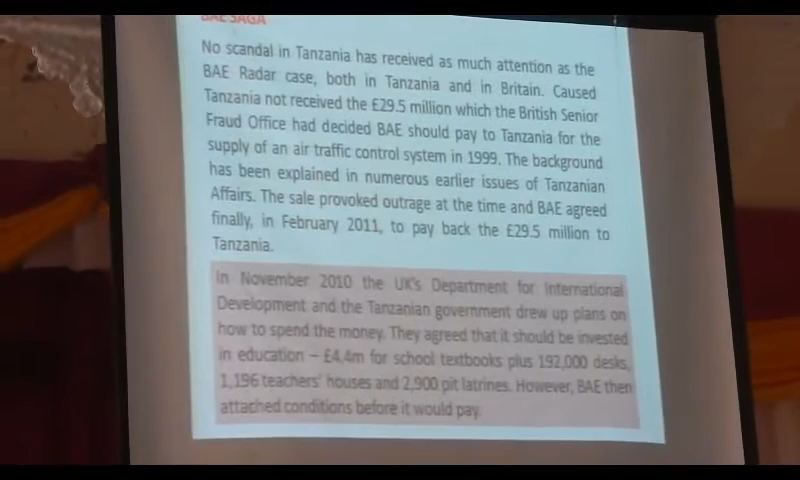 BAE SAGA
No scandal in Tanzania has received as much attention as the
BAE Radar case, both in Tanzania and in Britain. Caused
Tanzania not received the £29.5 million which the British Senior
Fraud Office had decided BAE should pay to Tanzania for the
supply of an air traffic control system in 1999. The background
has been explained in numerous earlier issues of Tanzanian
Affairs. The sale provoked outrage at the time and BAE agreed
finally, in February 2011, to pay back the £29.5 million to
Tanzania.
In November 2010 the UK's Department for International
Development and the Tanzanian government drew up plans on
how to spend the money. They agreed that it should be invested
in education – £4,4m for school textbooks plus 192,000 desks,
1,196 teachers' houses and 2,900 pit latrines. However, BAE then
attached conditions before it would pay.